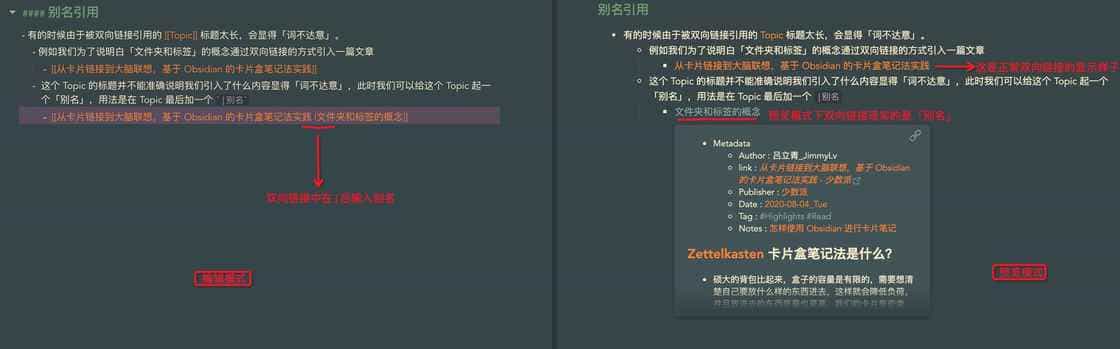 #### 别名引用
- 有的时候由于被双向链接引用的 [[Topic]] 标题太长，会显得「词不达意」。
- 例如我们为了说明白「文件夹和标签」的概念通过双向链接的方式引入一篇文章
- [[从卡片链接到大脑联想，基于 Obsidian 的卡片盒笔记法实践]]
- 这个 Topic 的标题并不能准确说明我们引入了什么内容显得「词不达意」，此时我们可以给这个 Topic 起一
个「别名」，用法是在 Topic 最后加一个 `|别名`
- [[从卡片链接到大脑联想，基于 Obsidian 的卡片盒笔记法实践|文件夹和标签的概念]]
双向链接中在 | 后输入别名
编辑模式
别名引用
有的时候由于被双向链接引用的 Topic 标题太长，会显得「词不达意」。
例如我们为了说明白「文件夹和标签」的概念通过双向链接的方式引入一篇文章
从卡片链接到大脑联想，基于 Obsidian 的卡片盒笔记法实践
这是正常双向链接的显示样子
这个 Topic 的标题并不能准确说明我们引入了什么内容显得「词不达意」，此时我们可以给这个 Topic 起一个
「别名」，用法是在 Topic 最后加一个 |别名
文件夹和标签的概念
预览模式下双向链接显示的是「别名」
Metadata
Author : 吕立青_JimmyLv
link : 从卡片链接到大脑联想，基于 Obsidian
的卡片盒笔记法实践 - 少数派
Publisher : 少数派
Date : 2020-08-04_Tue
Tag : #Highlights #Read
Notes : 怎样使用 Obsidian 进行卡片笔记
Zettelkasten 卡片盒笔记法是什么?
硕大的背包比起来，盒子的容量是有限的，需要想清
楚自己要放什么样的东西进去，这样就会降低负荷，
预览模式